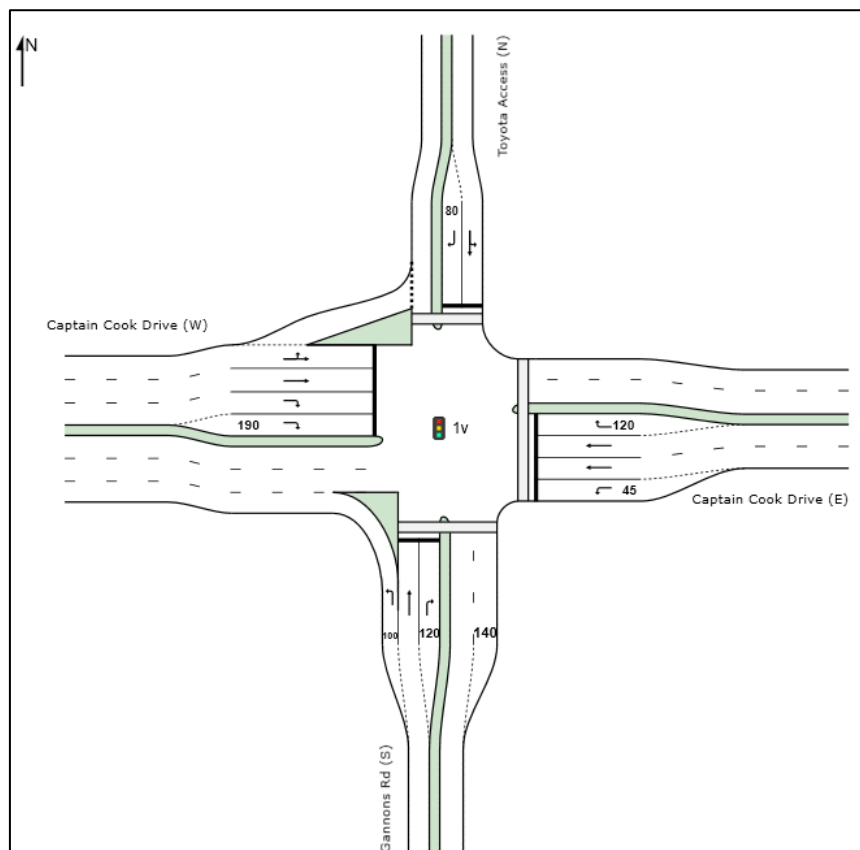 N
Toyota Access (N)
80
Captain Cook Drive (W)
190
1v
120
45
Captain Cook Drive (E)
100
120
140
Gannons Rd (S)